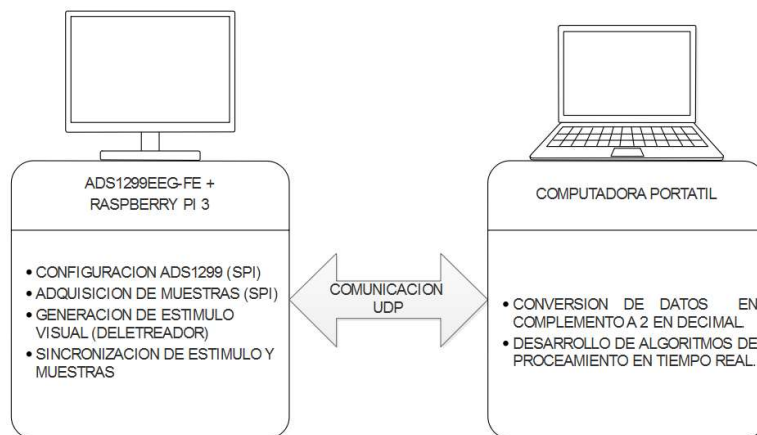 ADS1299EEG-FE +
RASPBERRY PI 3
• CONFIGURACION ADS1299 (SPI)
• ADQUISICION DE MUESTRAS (SPI)
• GENERACION DE ESTIMULO
VISUAL (DELETREADOR)
• SINCRONIZACION DE ESTIMULO Y
MUESTRAS
COMUNICACION
UDP
COMPUTADORA PORTATIL
• CONVERSION DE DATOS EN
COMPLEMENTO A 2 EN DECIMAL.
• DESARROLLO DE ALGORITMOS DE
PROCEAMIENTO EN TIEMPO REAL.